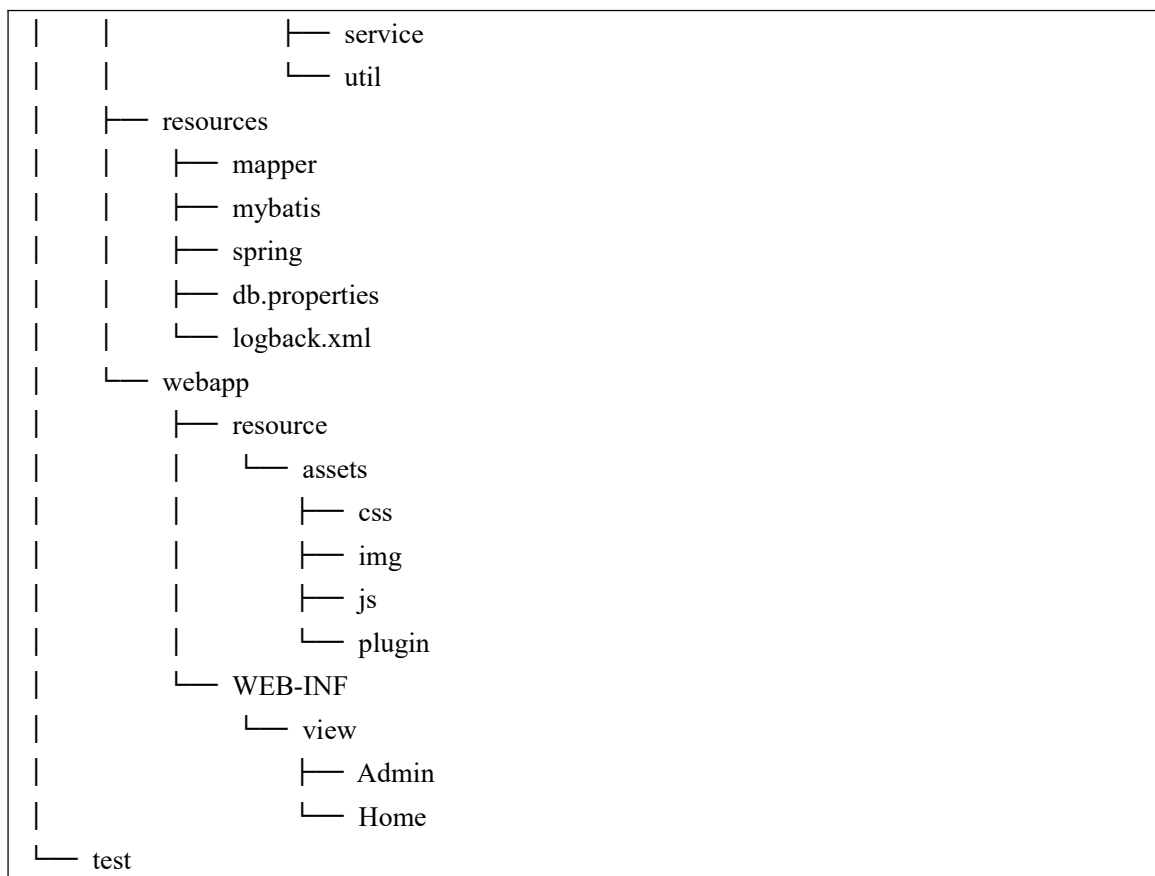 │ │ ├── service
│ │ └── util
│ ├── resources
│ │ ├── mapper
│ │ ├── mybatis
│ │ ├── spring
│ │ ├── db.properties
│ │ └── logback.xml
│ └── webapp
│ ├── resource
│ │ └── assets
│ │ ├── css
│ │ ├── img
│ │ ├── js
│ │ └── plugin
│ └── WEB-INF
│ └── view
│ ├── Admin
│ └── Home
└── test